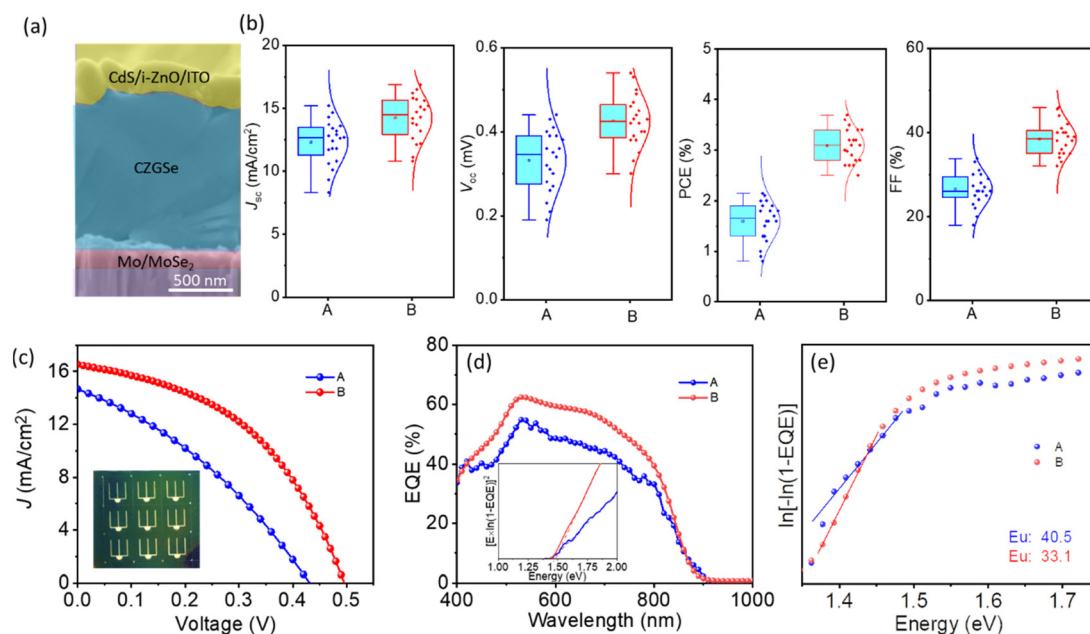 (a)
CdS/i-ZnO/ITO
CZGSe
Mo/MoSe₂
500 nm
(b)
20
15
10
5
0
Jsc (mA/cm²)
A
B
0.6
0.4
0.2
0.0
Voc (mV)
A
B
5
4
3
2
1
0
PCE (%)
A
B
60
40
20
0
FF (%)
A
B
(c)
16
12
8
4
0
J (mA/cm²)
A
B
0.0 0.1 0.2 0.3 0.4 0.5
Voltage (V)
(d)
80
60
40
20
0
EQE (%)
A
B
[E×ln(1-EQE)]²
1.00 1.25 1.50 1.75 2.00
Energy (eV)
400 500 600 700 800 900 1000
Wavelength (nm)
(e)
ln[-ln(1-EQE)]
A
B
Eu: 40.5
Eu: 33.1
1.4 1.5 1.6 1.7
Energy (eV)